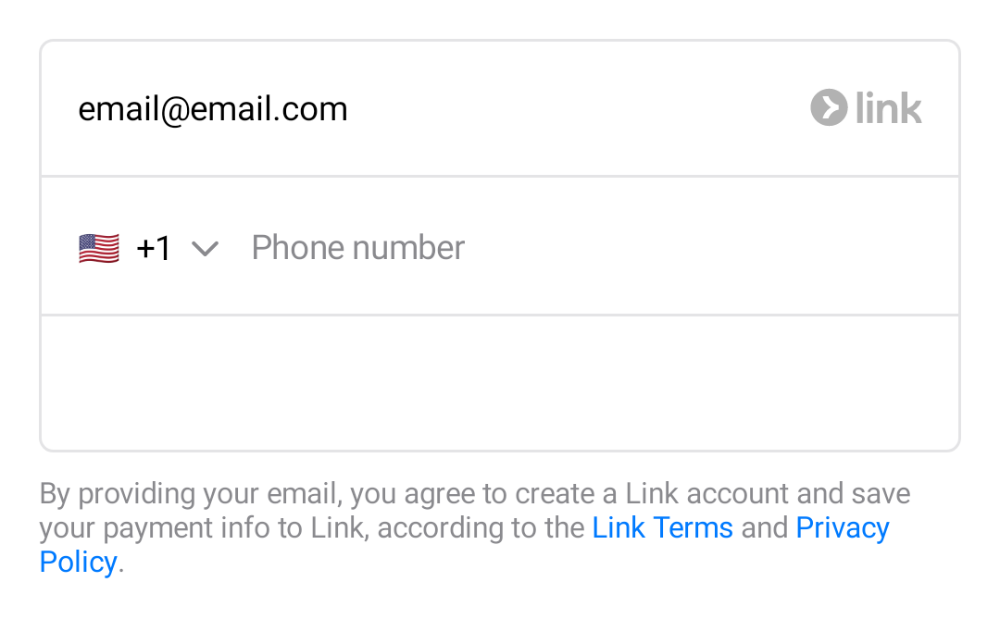 email@email.com link
+1 Phone number
By providing your email, you agree to create a Link account and save
your payment info to Link, according to the Link Terms and Privacy
Policy.